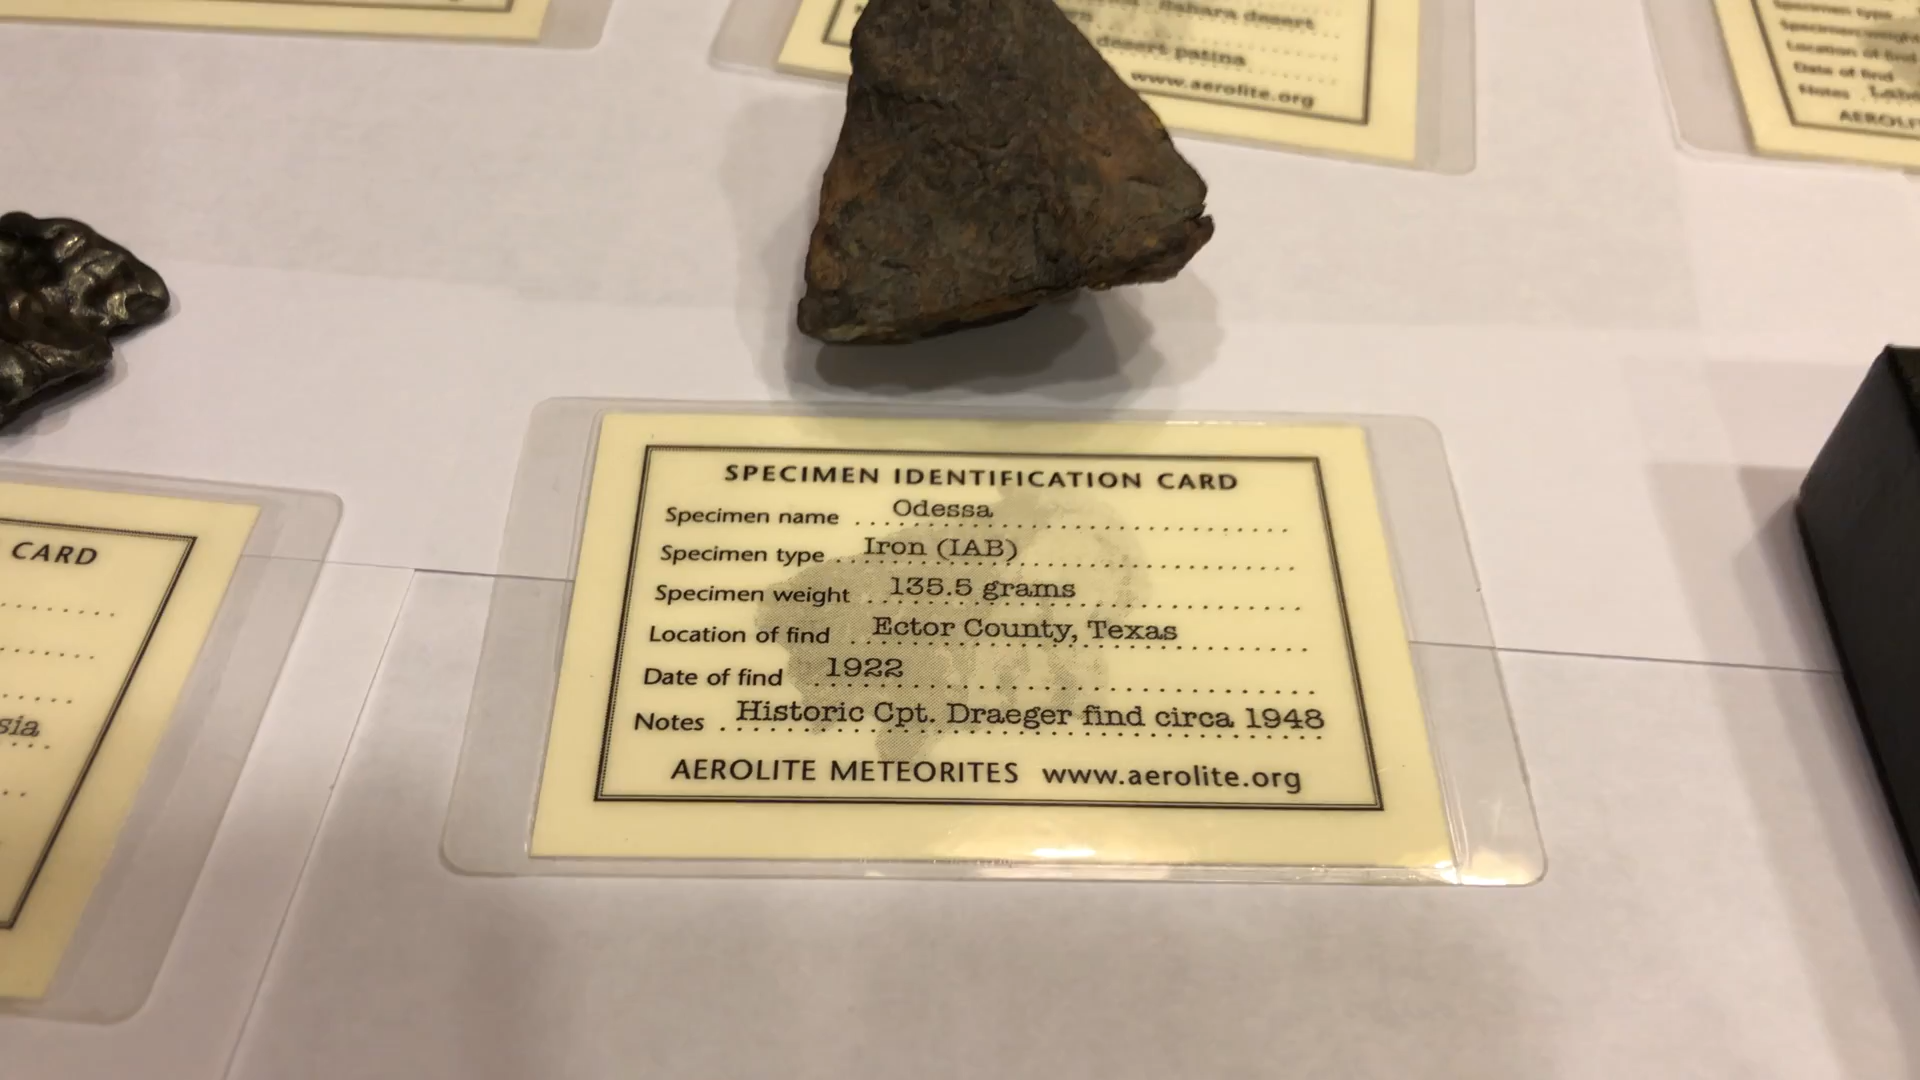 Sahara desert
desert patina
www.aerolite.org
Specimen type
Specimen weight
Location of find
Date of find
Notes
SPECIMEN IDENTIFICATION CARD
Specimen name Odessa
Specimen type Iron (IAB)
Specimen weight 135.5 grams
Location of find Ector County, Texas
Date of find 1922
Notes Historic Cpt. Draeger find circa 1948
AEROLITE METEORITES www.aerolite.org
CARD